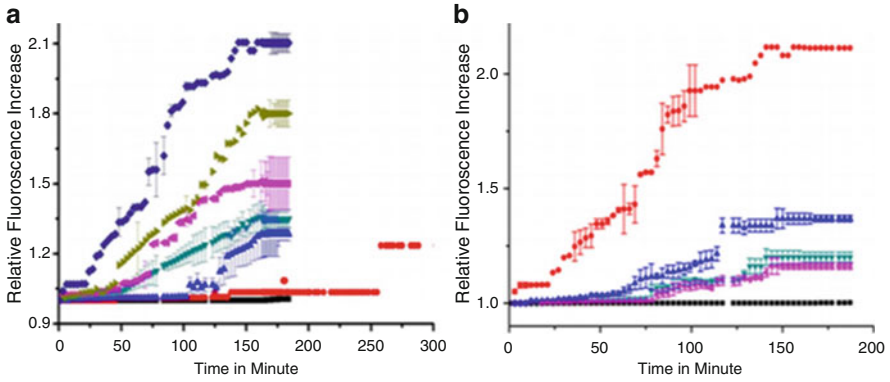 a
Relative Fluorescence Increase
2.1
1.8
1.5
1.2
0.9
0 50 100 150 200 250 300
Time in Minute
b
Relative Fluorescence Increase
2.0
1.5
1.0
0 50 100 150 200
Time in Minute